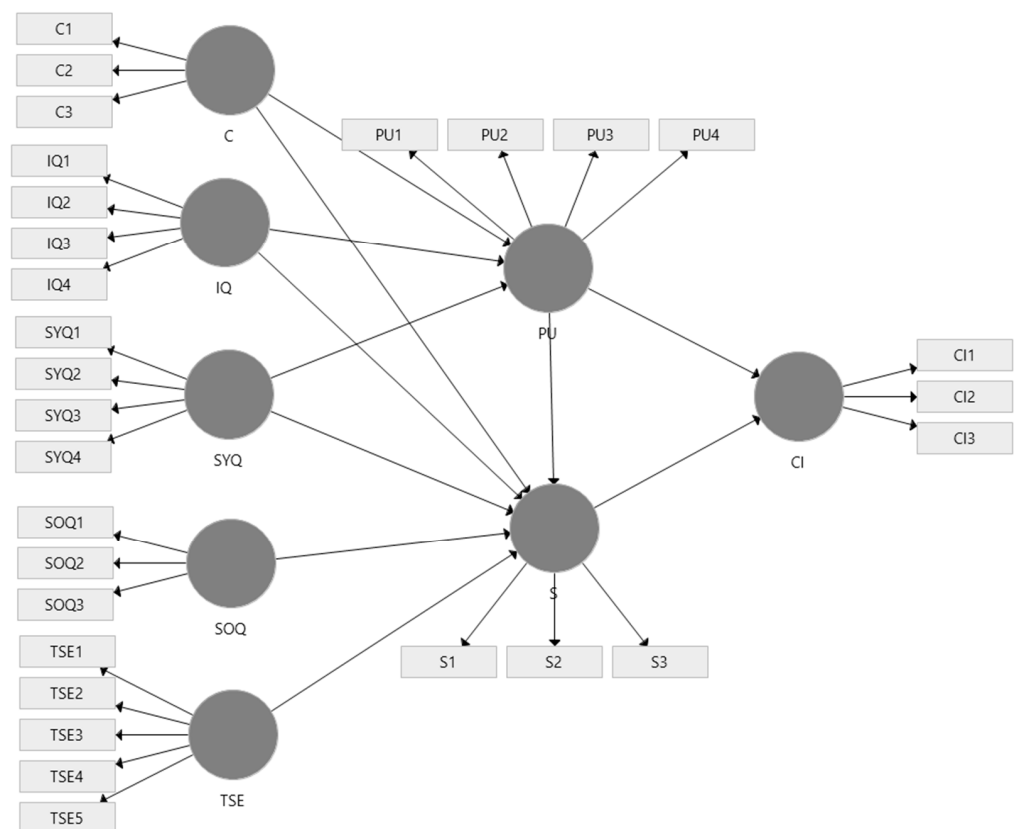 C1
C2
C3
C
PU1
PU2
PU3
PU4
IQ1
IQ2
IQ3
IQ4
IQ
PU
SYQ1
SYQ2
SYQ3
SYQ4
SYQ
CI1
CI2
CI3
CI
SOQ1
SOQ2
SOQ3
SOQ
S
S1
S2
S3
TSE1
TSE2
TSE3
TSE4
TSE5
TSE